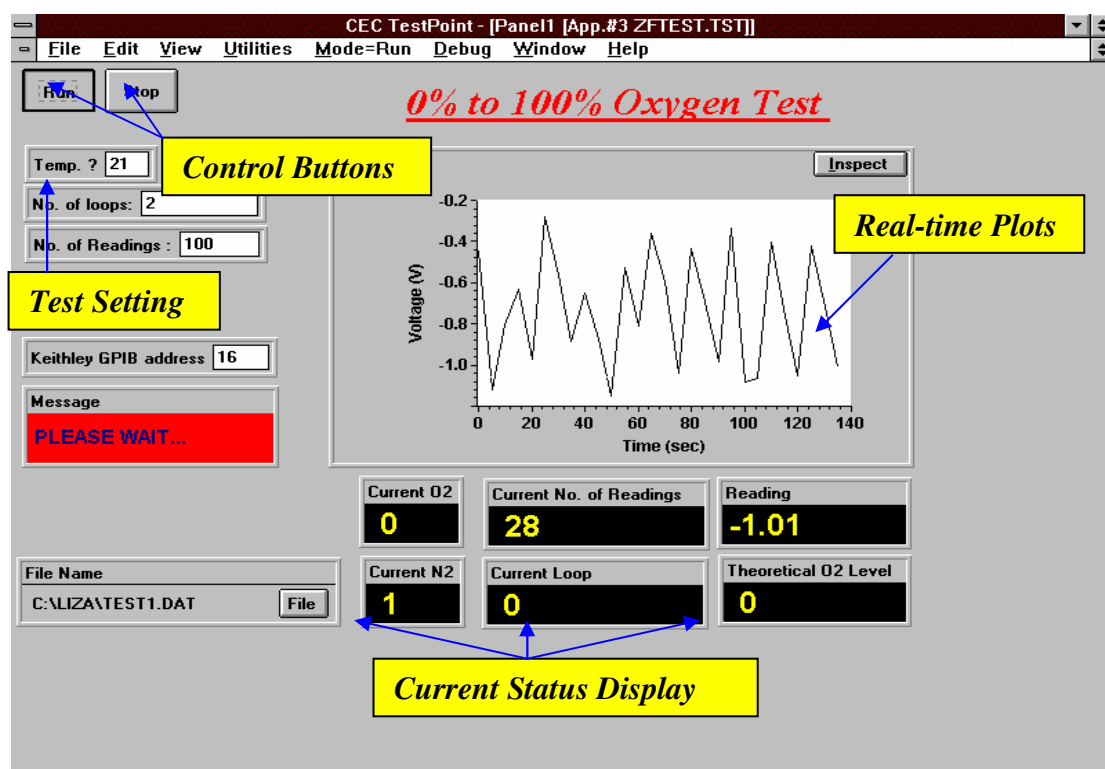 CEC TestPoint - [Panel1 [App.#3 ZFTEST.TST]]
File Edit View Utilities Mode=Run Debug Window Help
Run Stop
0% to 100% Oxygen Test
Control Buttons
Temp. ? 21
No. of loops: 2
No. of Readings : 100
Test Setting
Inspect
Real-time Plots
Voltage (V)
-0.2
-0.4
-0.6
-0.8
-1.0
0 20 40 60 80 100 120 140
Time (sec)
Keithley GPIB address 16
Message
PLEASE WAIT...
Current O2
0
Current No. of Readings
28
Reading
-1.01
File Name
C:\LIZA\TEST1.DAT File
Current N2
1
Current Loop
0
Theoretical O2 Level
0
Current Status Display